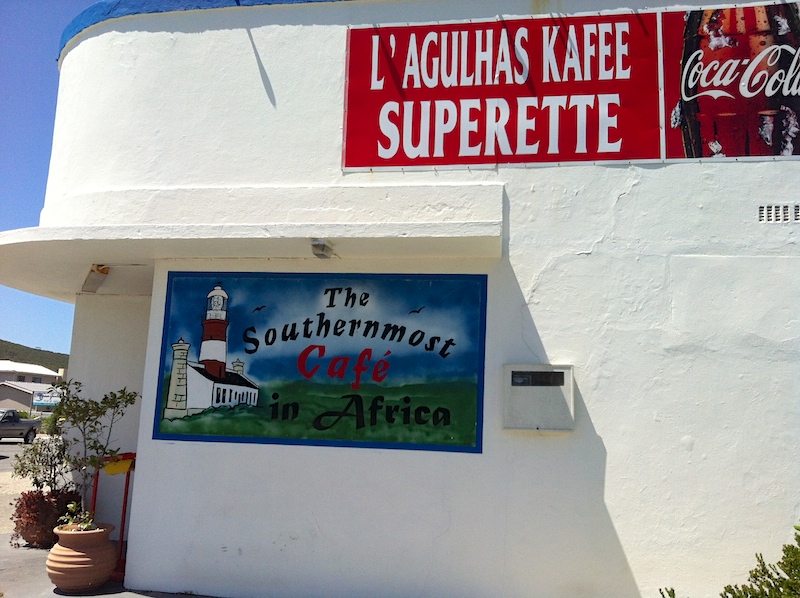 L'AGULHAS KAFEE
SUPERETTE
Coca-Cola
The
Southernmost
Café
in Africa